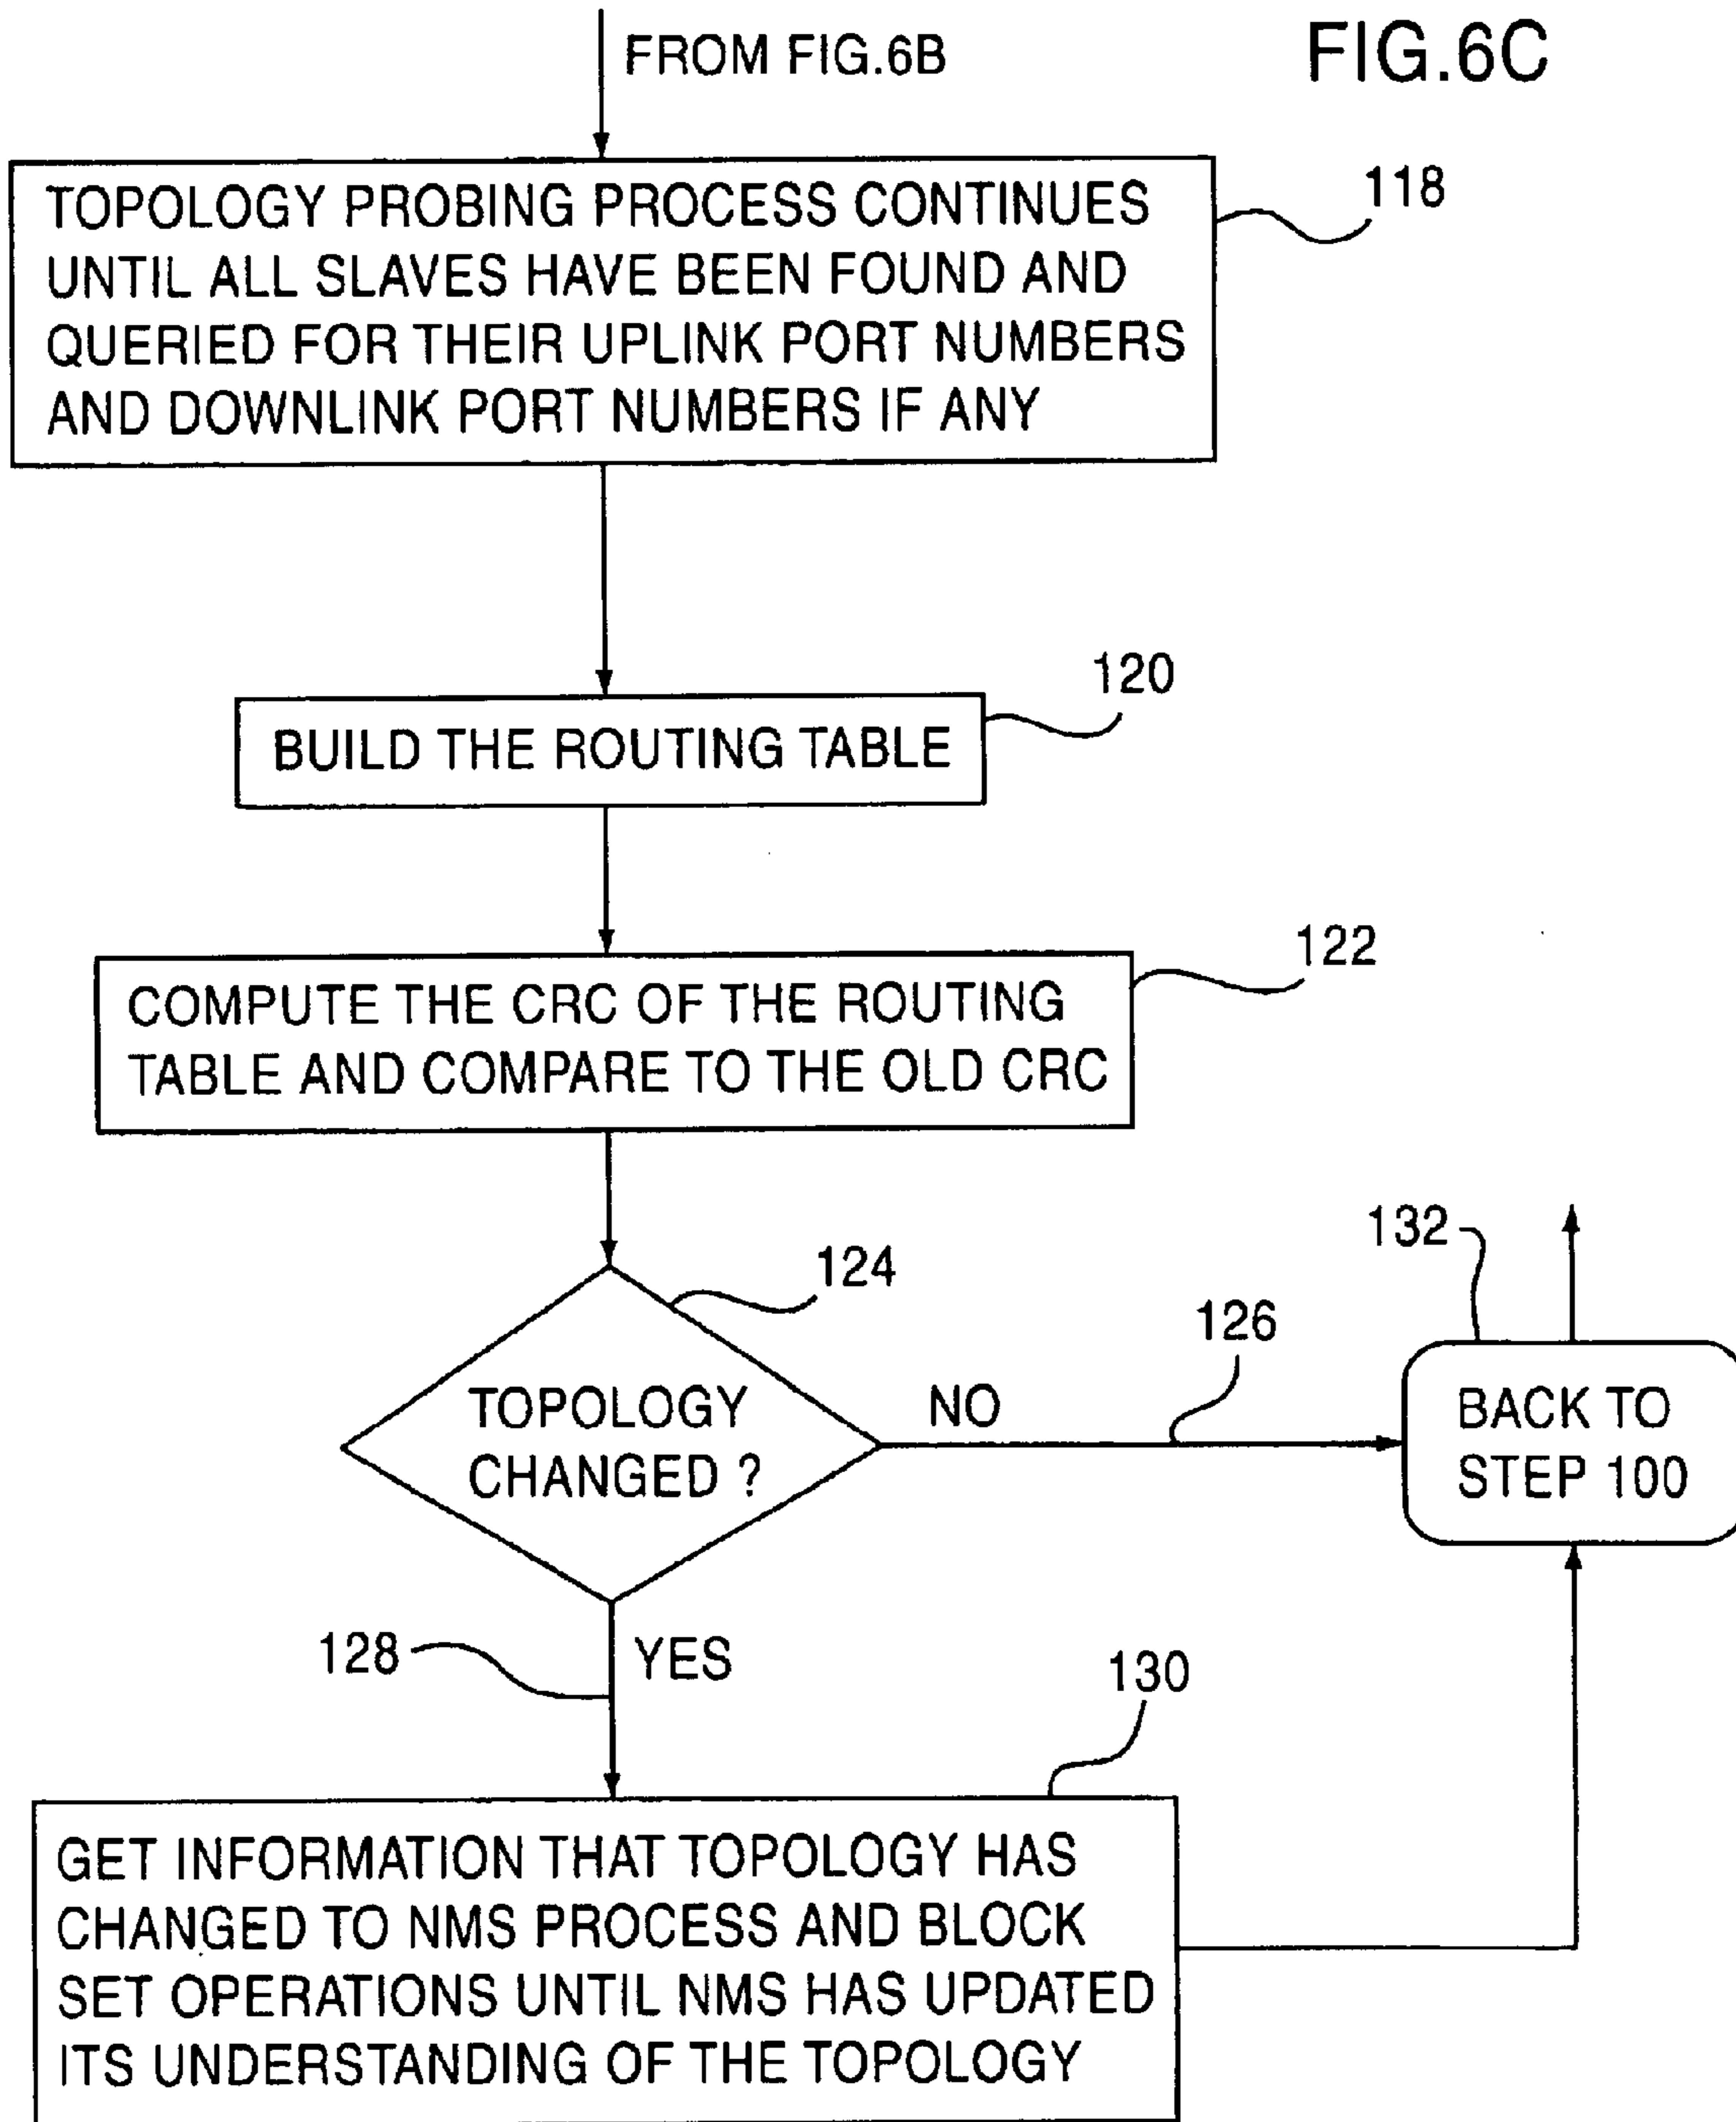 FROM FIG.6B
FIG.6C
TOPOLOGY PROBING PROCESS CONTINUES
UNTIL ALL SLAVES HAVE BEEN FOUND AND
QUERIED FOR THEIR UPLINK PORT NUMBERS
AND DOWNLINK PORT NUMBERS IF ANY
118
120
BUILD THE ROUTING TABLE
122
COMPUTE THE CRC OF THE ROUTING
TABLE AND COMPARE TO THE OLD CRC
124
TOPOLOGY
CHANGED ?
NO
126
132
BACK TO
STEP 100
128
YES
130
GET INFORMATION THAT TOPOLOGY HAS
CHANGED TO NMS PROCESS AND BLOCK
SET OPERATIONS UNTIL NMS HAS UPDATED
ITS UNDERSTANDING OF THE TOPOLOGY